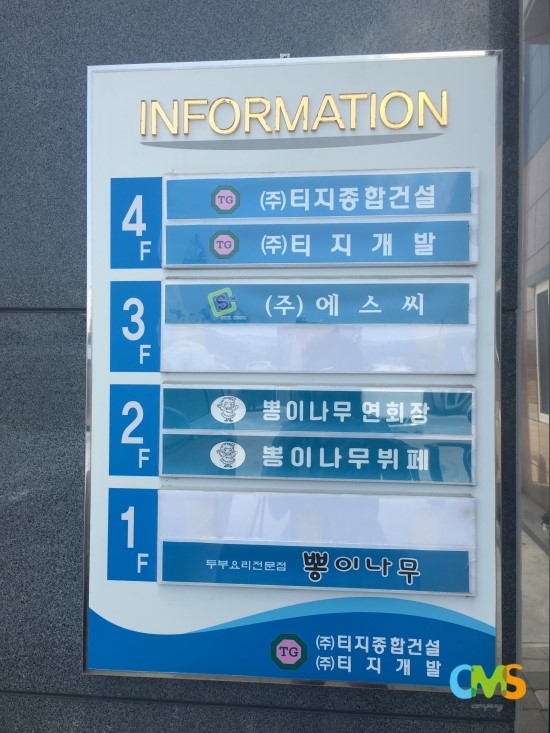 INFORMATION
4F
TG (주)티지종합건설
TG (주)티지개발
3F
(주)에스씨
2F
뽕이나무연회장
뽕이나무뷔페
1F
두부요리전문점 뽕이나무
TG (주)티지종합건설
(주)티지개발
CMS
company